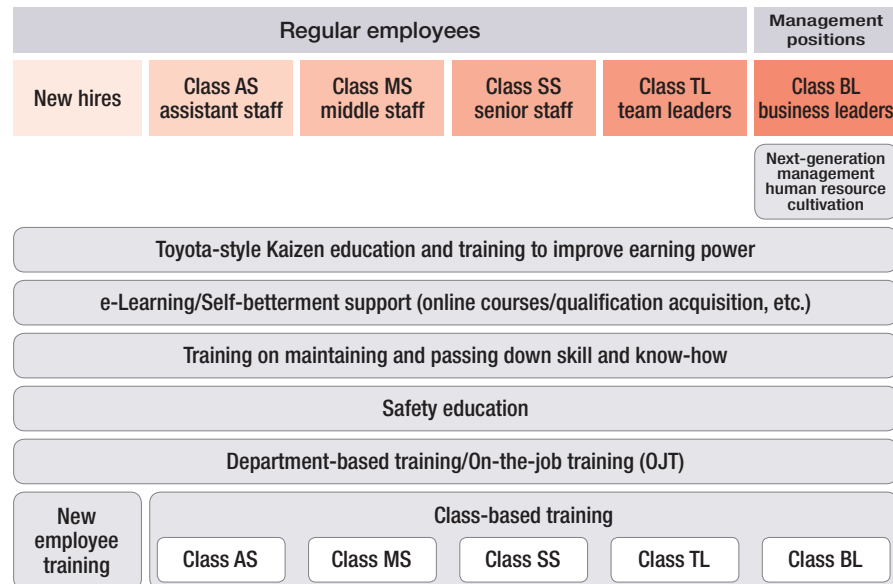 Regular employees
Management
positions
New hires
Class AS
assistant staff
Class MS
middle staff
Class SS
senior staff
Class TL
team leaders
Class BL
business leaders
Next-generation
management
human resource
cultivation
Toyota-style Kaizen education and training to improve earning power
e-Learning/Self-betterment support (online courses/qualification acquisition, etc.)
Training on maintaining and passing down skill and know-how
Safety education
Department-based training/On-the-job training (OJT)
New
employee
training
Class-based training
Class AS
Class MS
Class SS
Class TL
Class BL